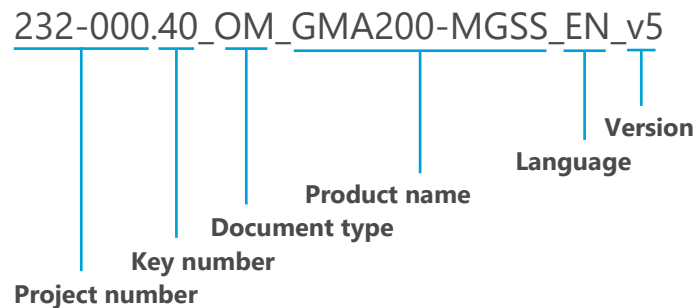 232-000.40_OM_GMA200-MGSS_EN_v5
Version
Language
Product name
Document type
Key number
Project number